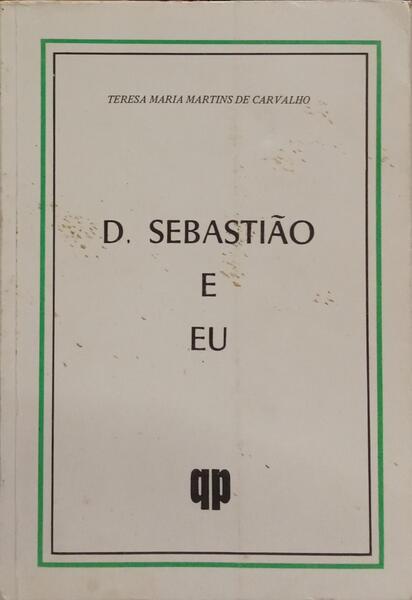 TERESA MARIA MARTINS DE CARVALHO
D. SEBASTIÃO
E
EU
qp